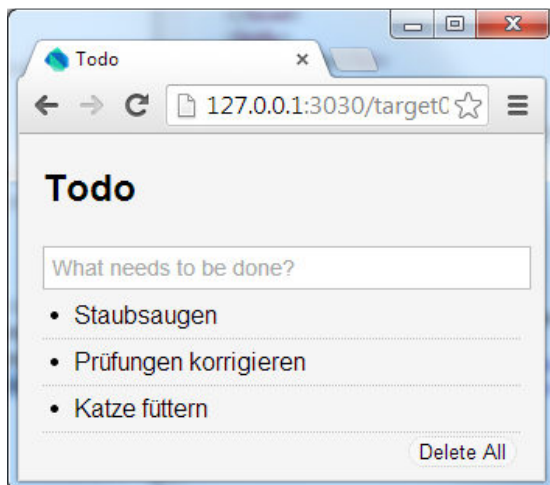 Todo
127.0.0.1:3030/target
Todo
What needs to be done?
Staubsaugen
Prüfungen korrigieren
Katze füttern
Delete All